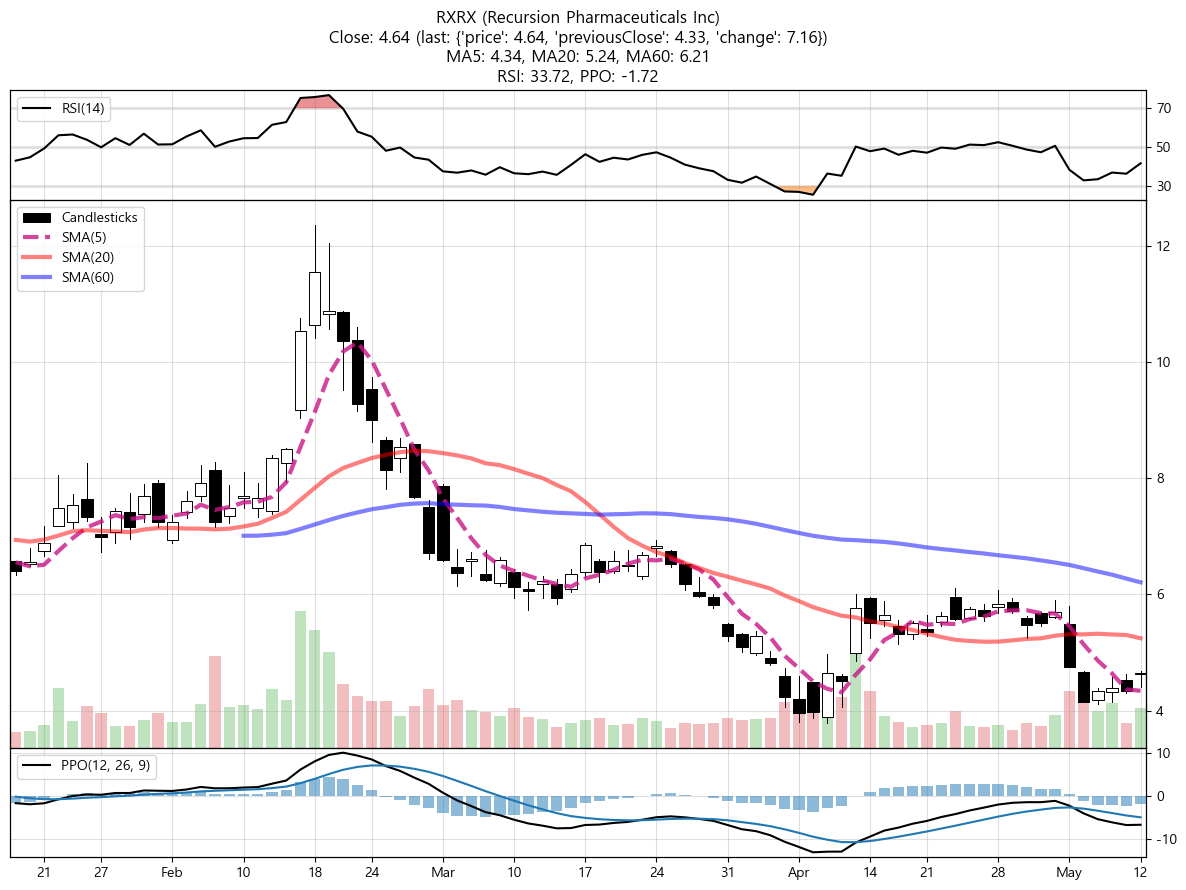 RXRX (Recursion Pharmaceuticals Inc)
Close: 4.64 (last: {'price': 4.64, 'previousClose': 4.33, 'change': 7.16})
MA5: 4.34, MA20: 5.24, MA60: 6.21
RSI: 33.72, PPO: -1.72
RSI(14)
70
50
30
Candlesticks
SMA(5)
SMA(20)
SMA(60)
12
10
8
6
4
PPO(12, 26, 9)
10
0
-10
21 27 Feb 10 18 24 Mar 10 17 24 31 Apr 14 21 28 May 12